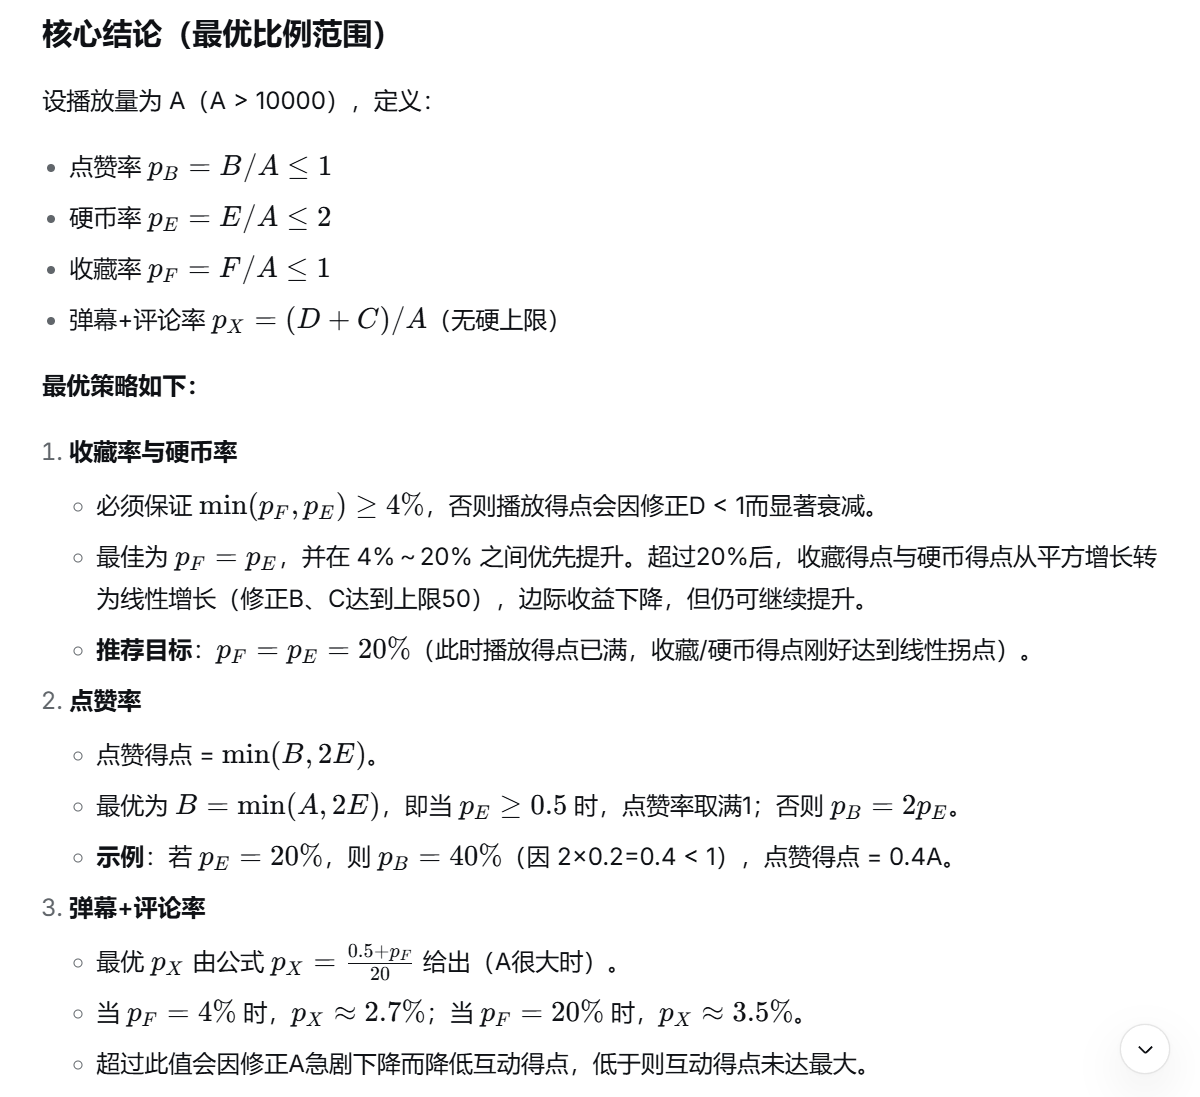 核心结论（最优比例范围）
设播放量为 A（A > 10000），定义：
• 点赞率 p_B = B/A ≤ 1
• 硬币率 p_E = E/A ≤ 2
• 收藏率 p_F = F/A ≤ 1
• 弹幕+评论率 p_X = (D + C)/A（无硬上限）
最优策略如下：
1. 收藏率与硬币率
○ 必须保证 min(p_F, p_E) ≥ 4%，否则播放得点会因修正D < 1而显著衰减。
○ 最佳为 p_F = p_E，并在 4% ~ 20% 之间优先提升。超过20%后，收藏得点与硬币得点从平方增长转
为线性增长（修正B、C达到上限50），边际收益下降，但仍可继续提升。
○ 推荐目标：p_F = p_E = 20%（此时播放得点已满，收藏/硬币得点刚好达到线性拐点）。
2. 点赞率
○ 点赞得点 = min(B, 2E)。
○ 最优为 B = min(A, 2E)，即当 p_E ≥ 0.5 时，点赞率取满1；否则 p_B = 2p_E。
○ 示例：若 p_E = 20%，则 p_B = 40%（因 2×0.2=0.4 < 1），点赞得点 = 0.4A。
3. 弹幕+评论率
○ 最优 p_X 由公式 p_X = (0.5+p_F)/20 给出（A很大时）。
○ 当 p_F = 4% 时，p_X ≈ 2.7%；当 p_F = 20% 时，p_X ≈ 3.5%。
○ 超过此值会因修正A急剧下降而降低互动得点，低于则互动得点未达最大。